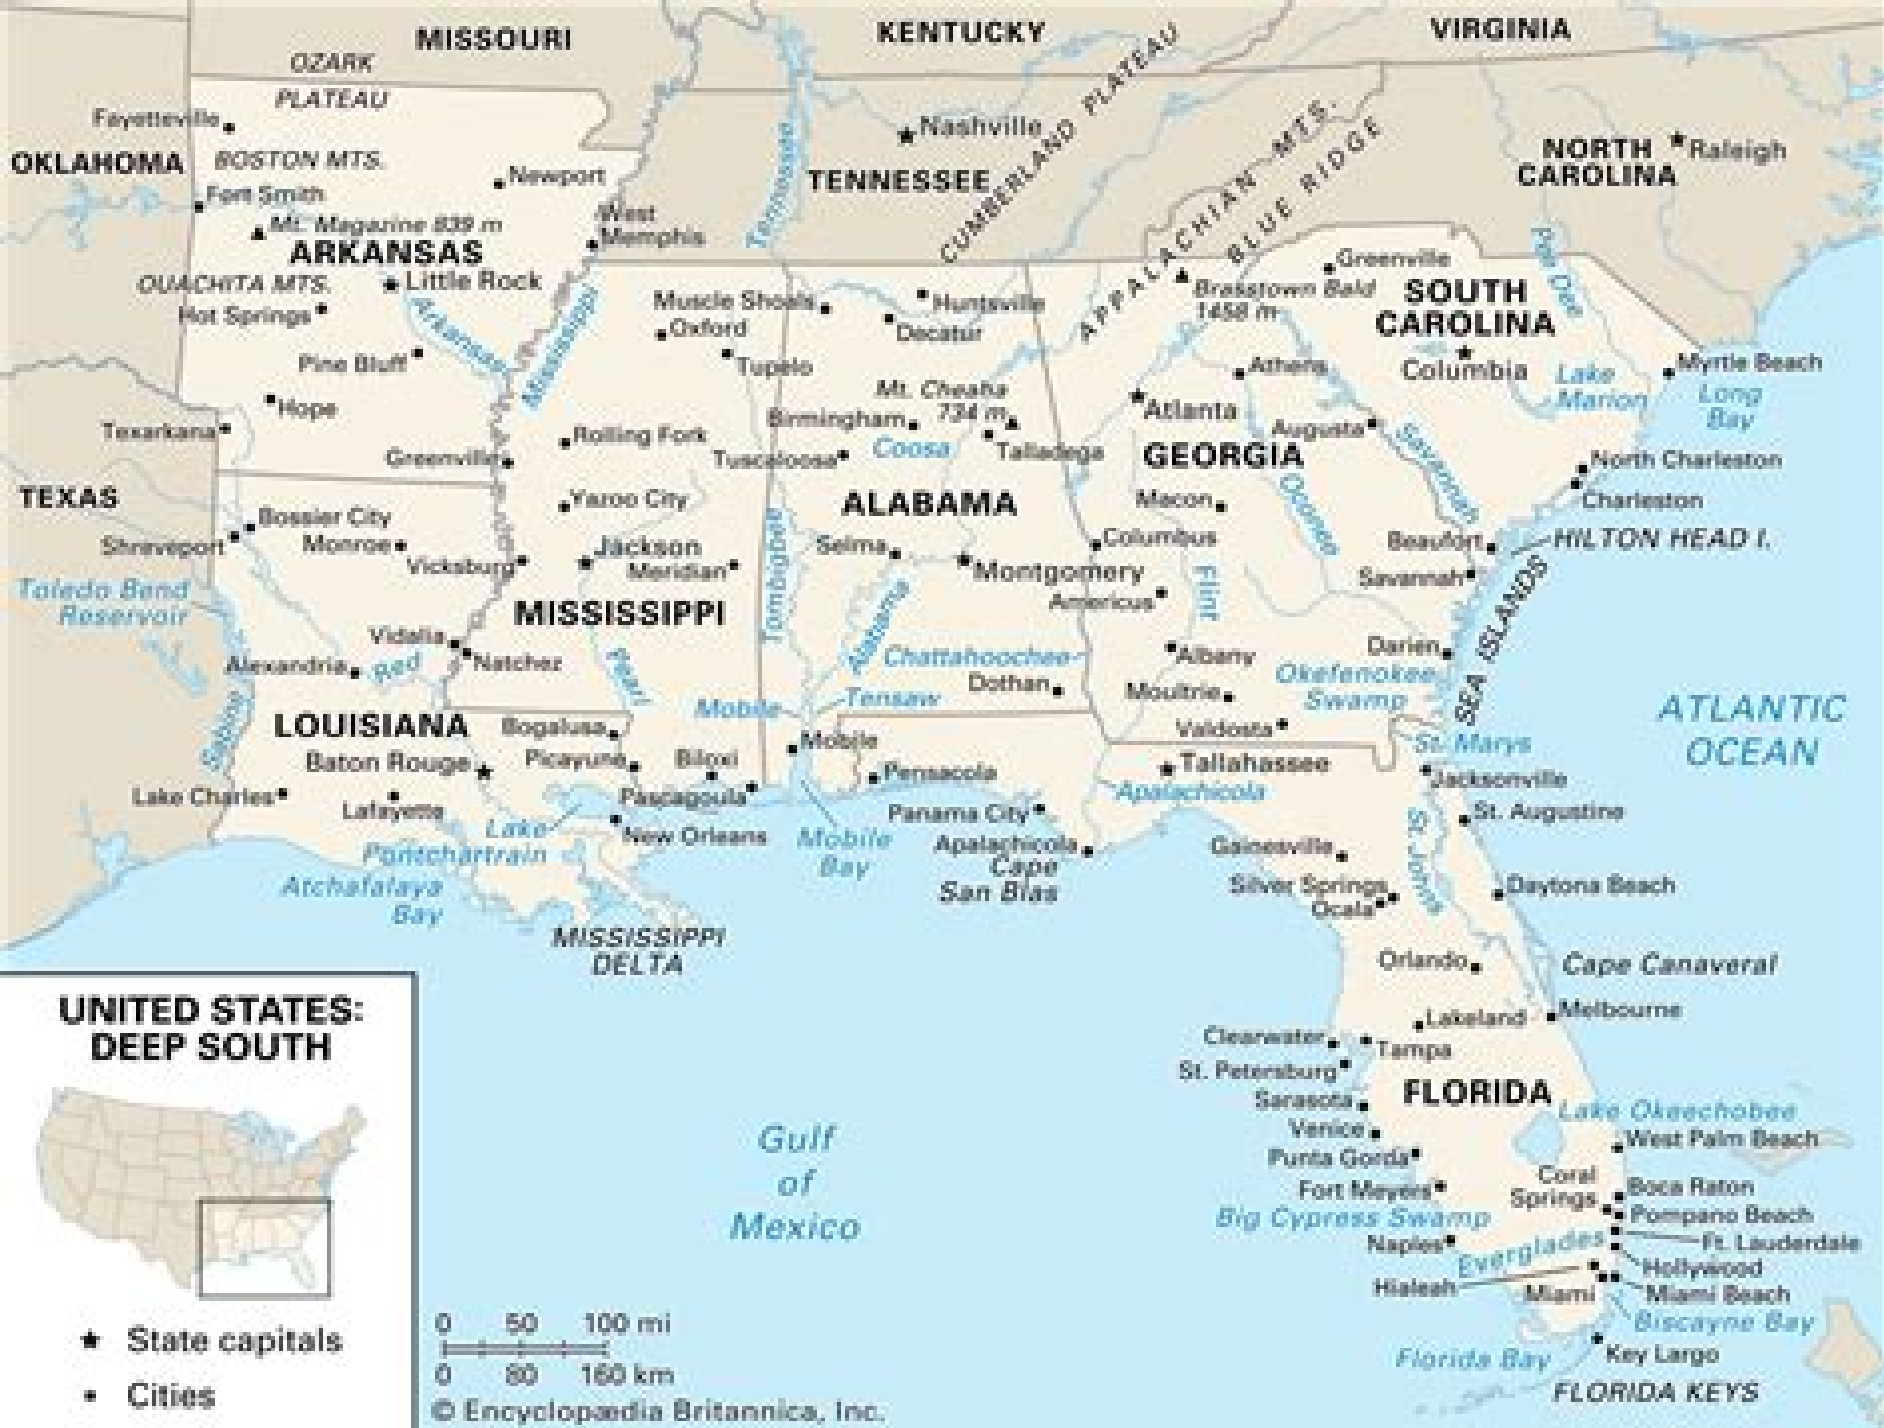 MISSOURI
KENTUCKY
VIRGINIA
OZARK
PLATEAU
Fayetteville
OKLAHOMA
BOSTON MTS.
Newport
Fort Smith
Mt. Magazine 839 m
ARKANSAS
West
Memphis
OUACHITA MTS.
Little Rock
Hot Springs
Arkansas
Mississippi
Pine Bluff
Hope
Texarkana
Greenville
Tennessee
Nashville
TENNESSEE
CUMBERLAND PLATEAU
APPALACHIAN MTS.
BLUE RIDGE
NORTH
CAROLINA
Raleigh
Pee Dee
Greenville
Brasstown Bald
1458 m
SOUTH
CAROLINA
Columbia
Lake
Marion
Myrtle Beach
Long
Bay
Muscle Shoals
Huntsville
Oxford
Decatur
Tupelo
Mt. Cheaha
734 m
Birmingham
Coosa
Talladega
Rolling Fork
Tuscaloosa
Athens
Atlanta
Augusta
Savannah
GEORGIA
Oconee
Macon
North Charleston
Charleston
TEXAS
Yazoo City
ALABAMA
Bossier City
Shreveport
Monroe
Vicksburg
Jackson
Meridian
Tombigbee
Selma
Montgomery
Columbus
Americus
Flint
Beaufort
HILTON HEAD I.
Savannah
SEA ISLANDS
Toledo Bend
Reservoir
MISSISSIPPI
Vidalia
Natchez
Alexandria
Red
Pearl
Alabama
Chattahoochee
Dothan
Tensaw
Mobile
Albany
Moultrie
Darien
Okefenokee
Swamp
Valdosta
St. Marys
ATLANTIC
OCEAN
Sabine
LOUISIANA
Bogalusa
Baton Rouge
Picayune
Biloxi
Mobile
Pensacola
Tallahassee
Jacksonville
Lake Charles
Lafayette
Pascagoula
Apalachicola
Panama City
St. Augustine
Lake
Pontchartrain
New Orleans
Mobile
Bay
Apalachicola
Cape
San Blas
Gainesville
St. Johns
Atchafalaya
Bay
Silver Springs
Ocala
Daytona Beach
MISSISSIPPI
DELTA
Orlando
Cape Canaveral
Lakeland
Melbourne
Clearwater
Tampa
St. Petersburg
FLORIDA
Sarasota
Lake Okeechobee
Venice
West Palm Beach
Punta Gorda
Fort Meyers
Coral
Springs
Boca Raton
Big Cypress Swamp
Pompano Beach
Naples
Everglades
Ft. Lauderdale
Hollywood
Hialeah
Miami
Miami Beach
Biscayne Bay
Florida Bay
Key Largo
FLORIDA KEYS
Gulf
of
Mexico
UNITED STATES:
DEEP SOUTH
State capitals
Cities
0 50 100 mi
0 80 160 km
© Encyclopædia Britannica, Inc.